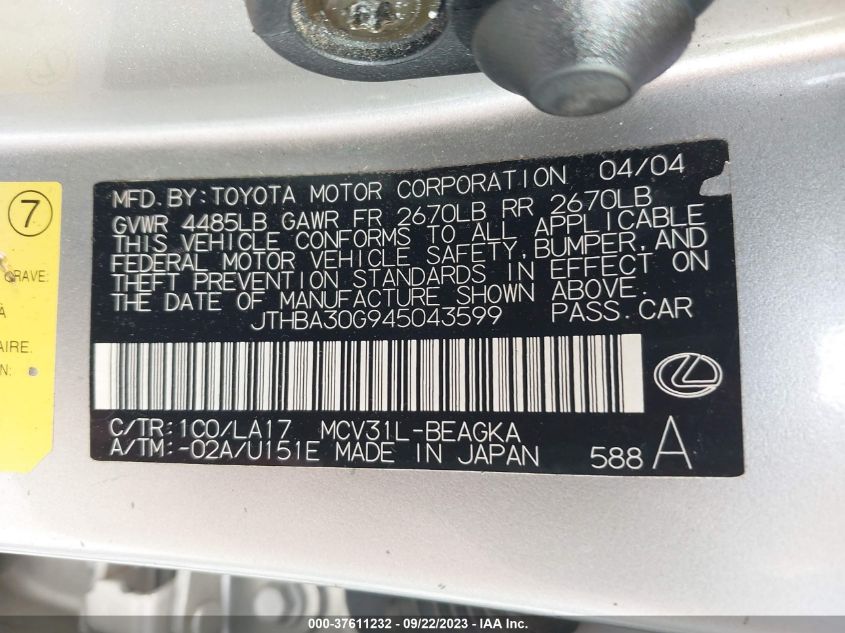 7
GRAVE:
À
AIRE.
N:
MFD. BY: TOYOTA MOTOR CORPORATION 04/04
GVWR 4485LB GAWR FR 2670LB RR 2670LB
THIS VEHICLE CONFORMS TO ALL APPLICABLE
FEDERAL MOTOR VEHICLE SAFETY, BUMPER, AND
THEFT PREVENTION STANDARDS IN EFFECT ON
THE DATE OF MANUFACTURE SHOWN ABOVE.
JTHBA30G945043599 PASS. CAR
C/TR: 1C0/LA17 MCV31L-BEAGKA
A/TM: -02A/U151E MADE IN JAPAN
588 A
000-37611232 - 09/22/2023 - IAA Inc.